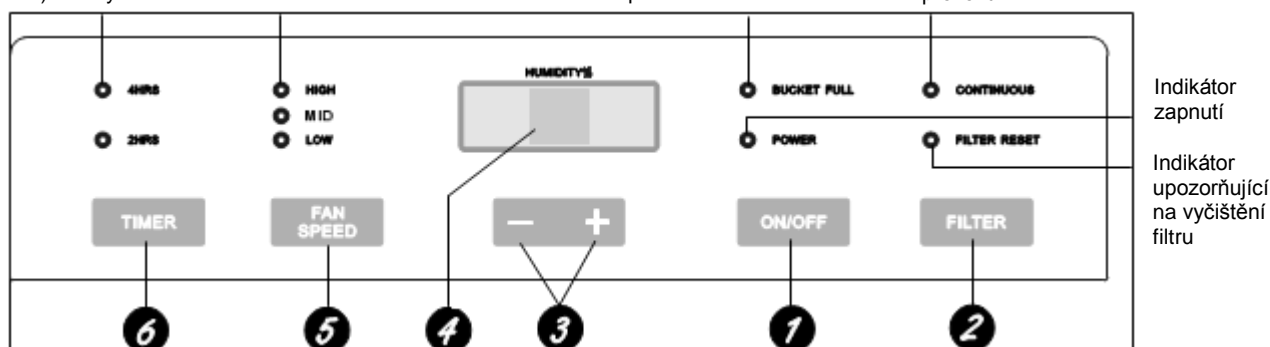 HUMIDITY%
4HRS
HIGH
BUCKET FULL
CONTINUOUS
MID
2HRS
LOW
POWER
FILTER RESET
Indikátor
zapnutí
Indikátor
upozorňující
na vyčištění
filtru
TIMER
FAN
SPEED
− +
ON/OFF
FILTER
6
5
4
3
1
2